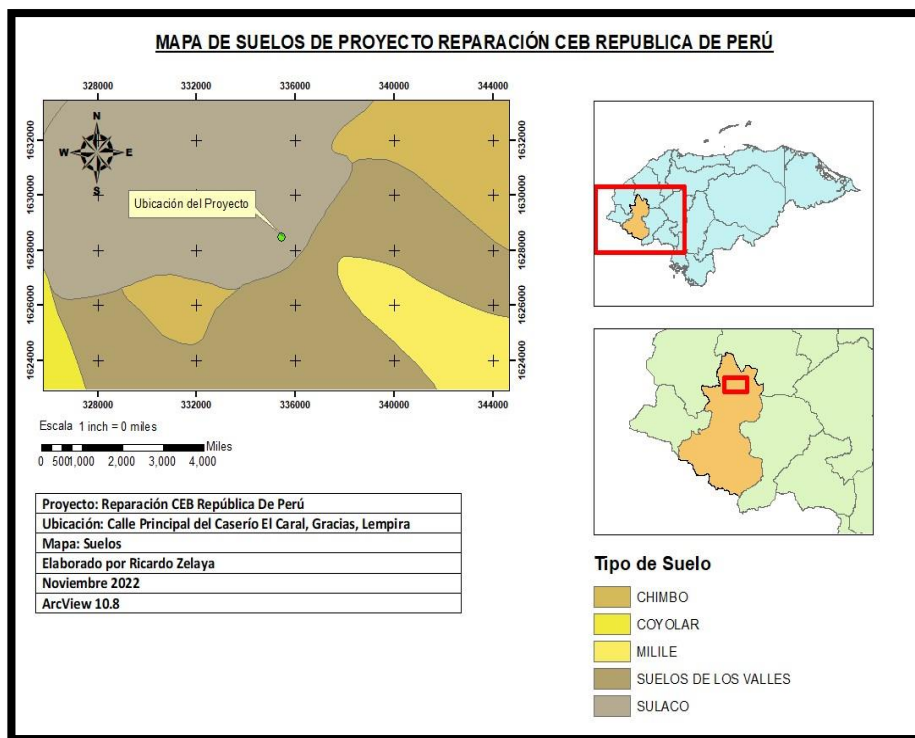 MAPA DE SUELOS DE PROYECTO REPARACIÓN CEB REPUBLICA DE PERÚ
328000 332000 336000 340000 344000
N
W E
S
Ubicación del Proyecto
1632000 1632000
1630000 1630000
1628000 1628000
1626000 1626000
1624000 1624000
328000 332000 336000 340000 344000
Escala 1 inch = 0 miles
Miles
0 5001,000 2,000 3,000 4,000
Proyecto: Reparación CEB República De Perú
Ubicación: Calle Principal del Caserío El Caral, Gracias, Lempira
Mapa: Suelos
Elaborado por Ricardo Zelaya
Noviembre 2022
ArcView 10.8
Tipo de Suelo
CHIMBO
COYOLAR
MILILE
SUELOS DE LOS VALLES
SULACO